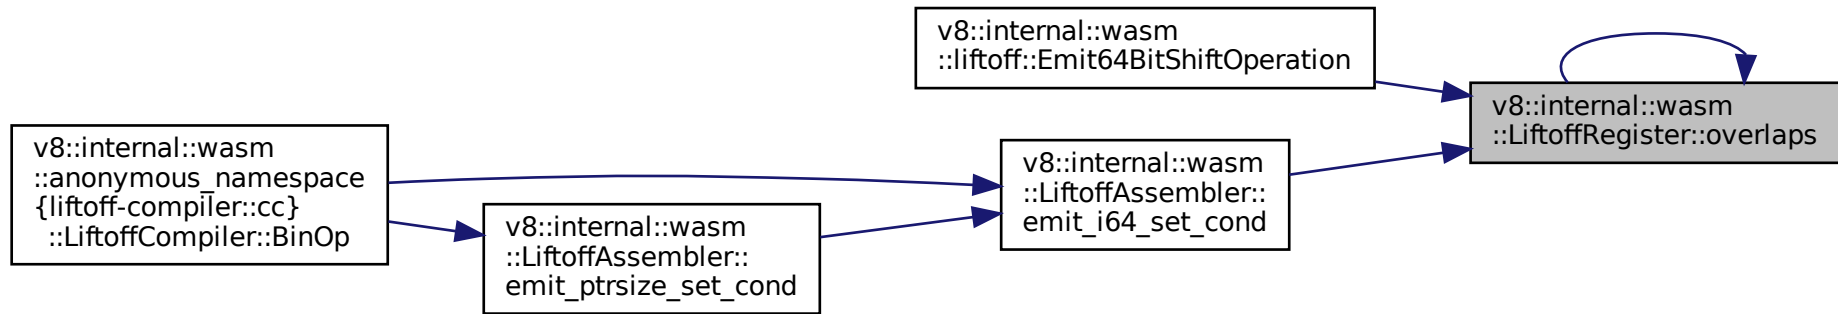 v8::internal::wasm
::liftoff::Emit64BitShiftOperation
v8::internal::wasm
::LiftoffRegister::overlaps
v8::internal::wasm
::anonymous_namespace
{liftoff-compiler::cc}
::LiftoffCompiler::BinOp
v8::internal::wasm
::LiftoffAssembler::
emit_i64_set_cond
v8::internal::wasm
::LiftoffAssembler::
emit_ptrsize_set_cond